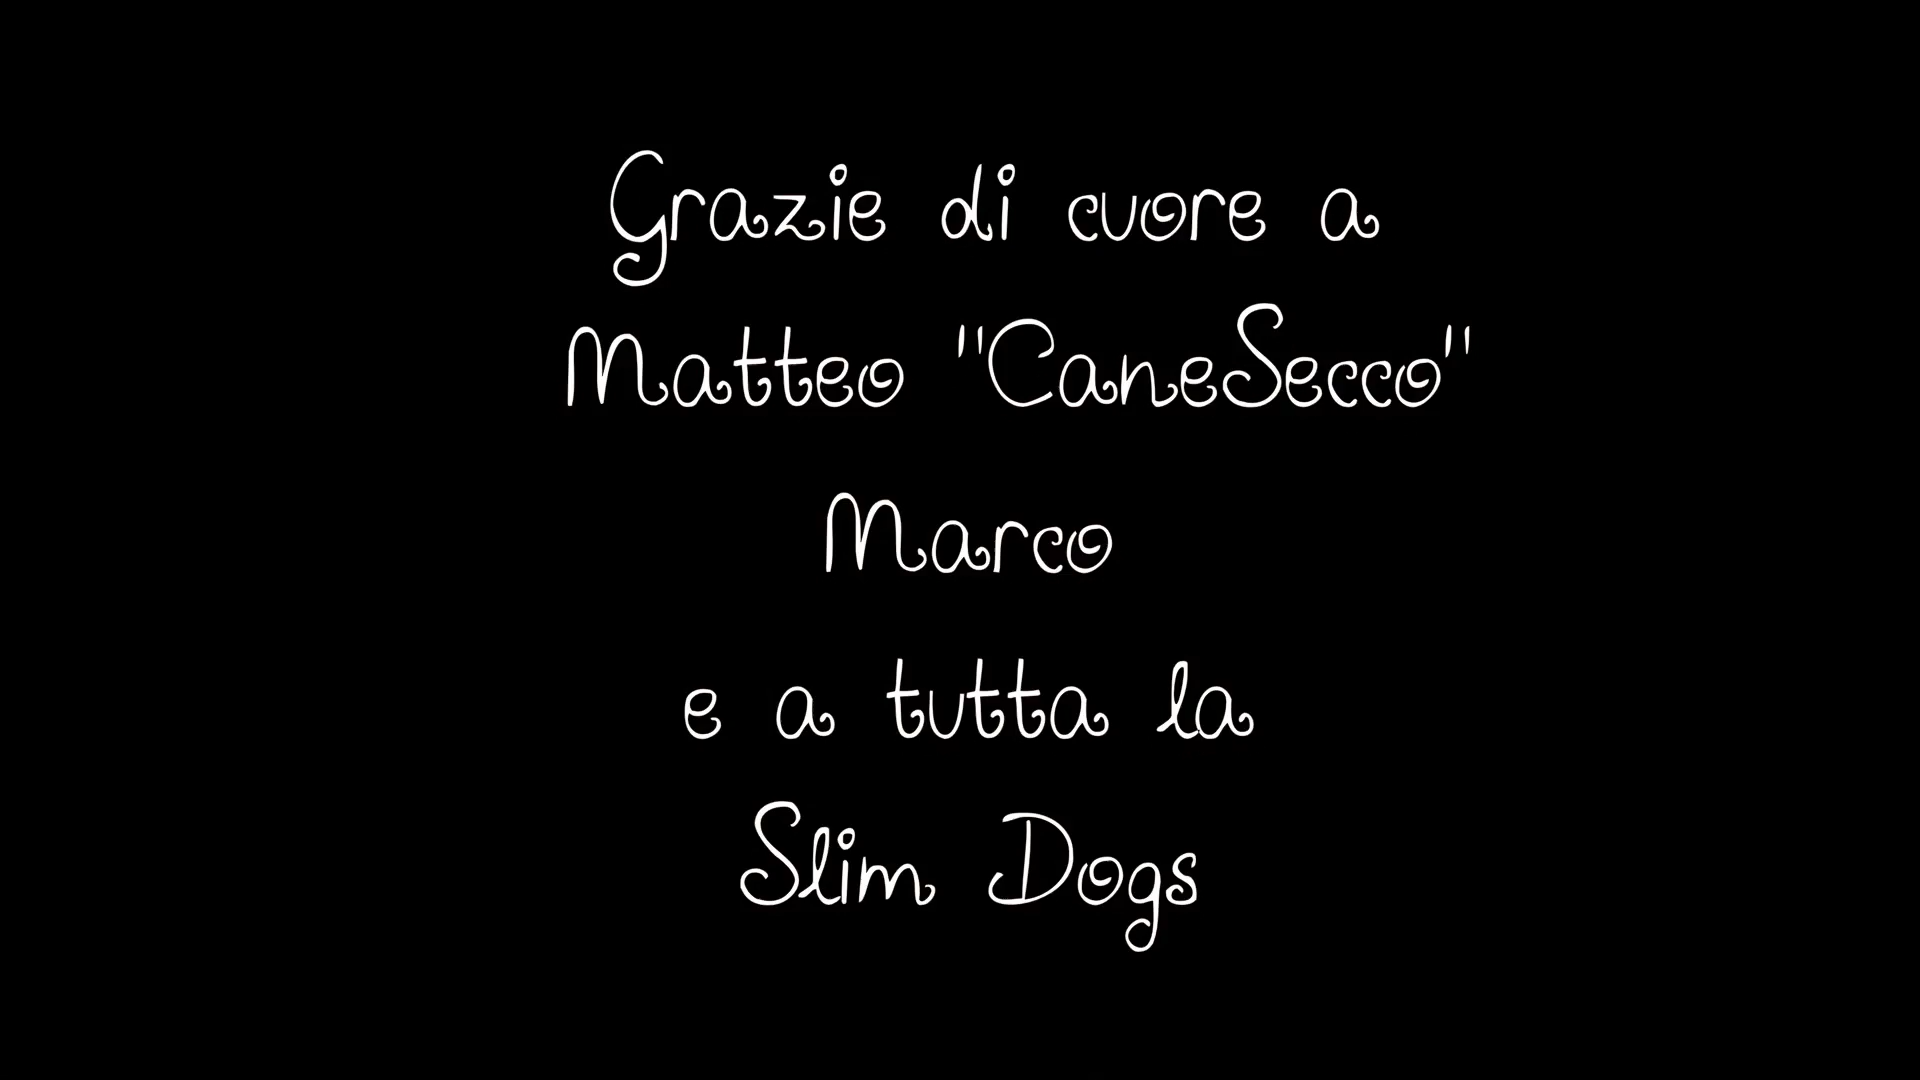 Grazie di cuore a
Matteo "CaneSecco"
Marco
e a tutta la
Slim Dogs